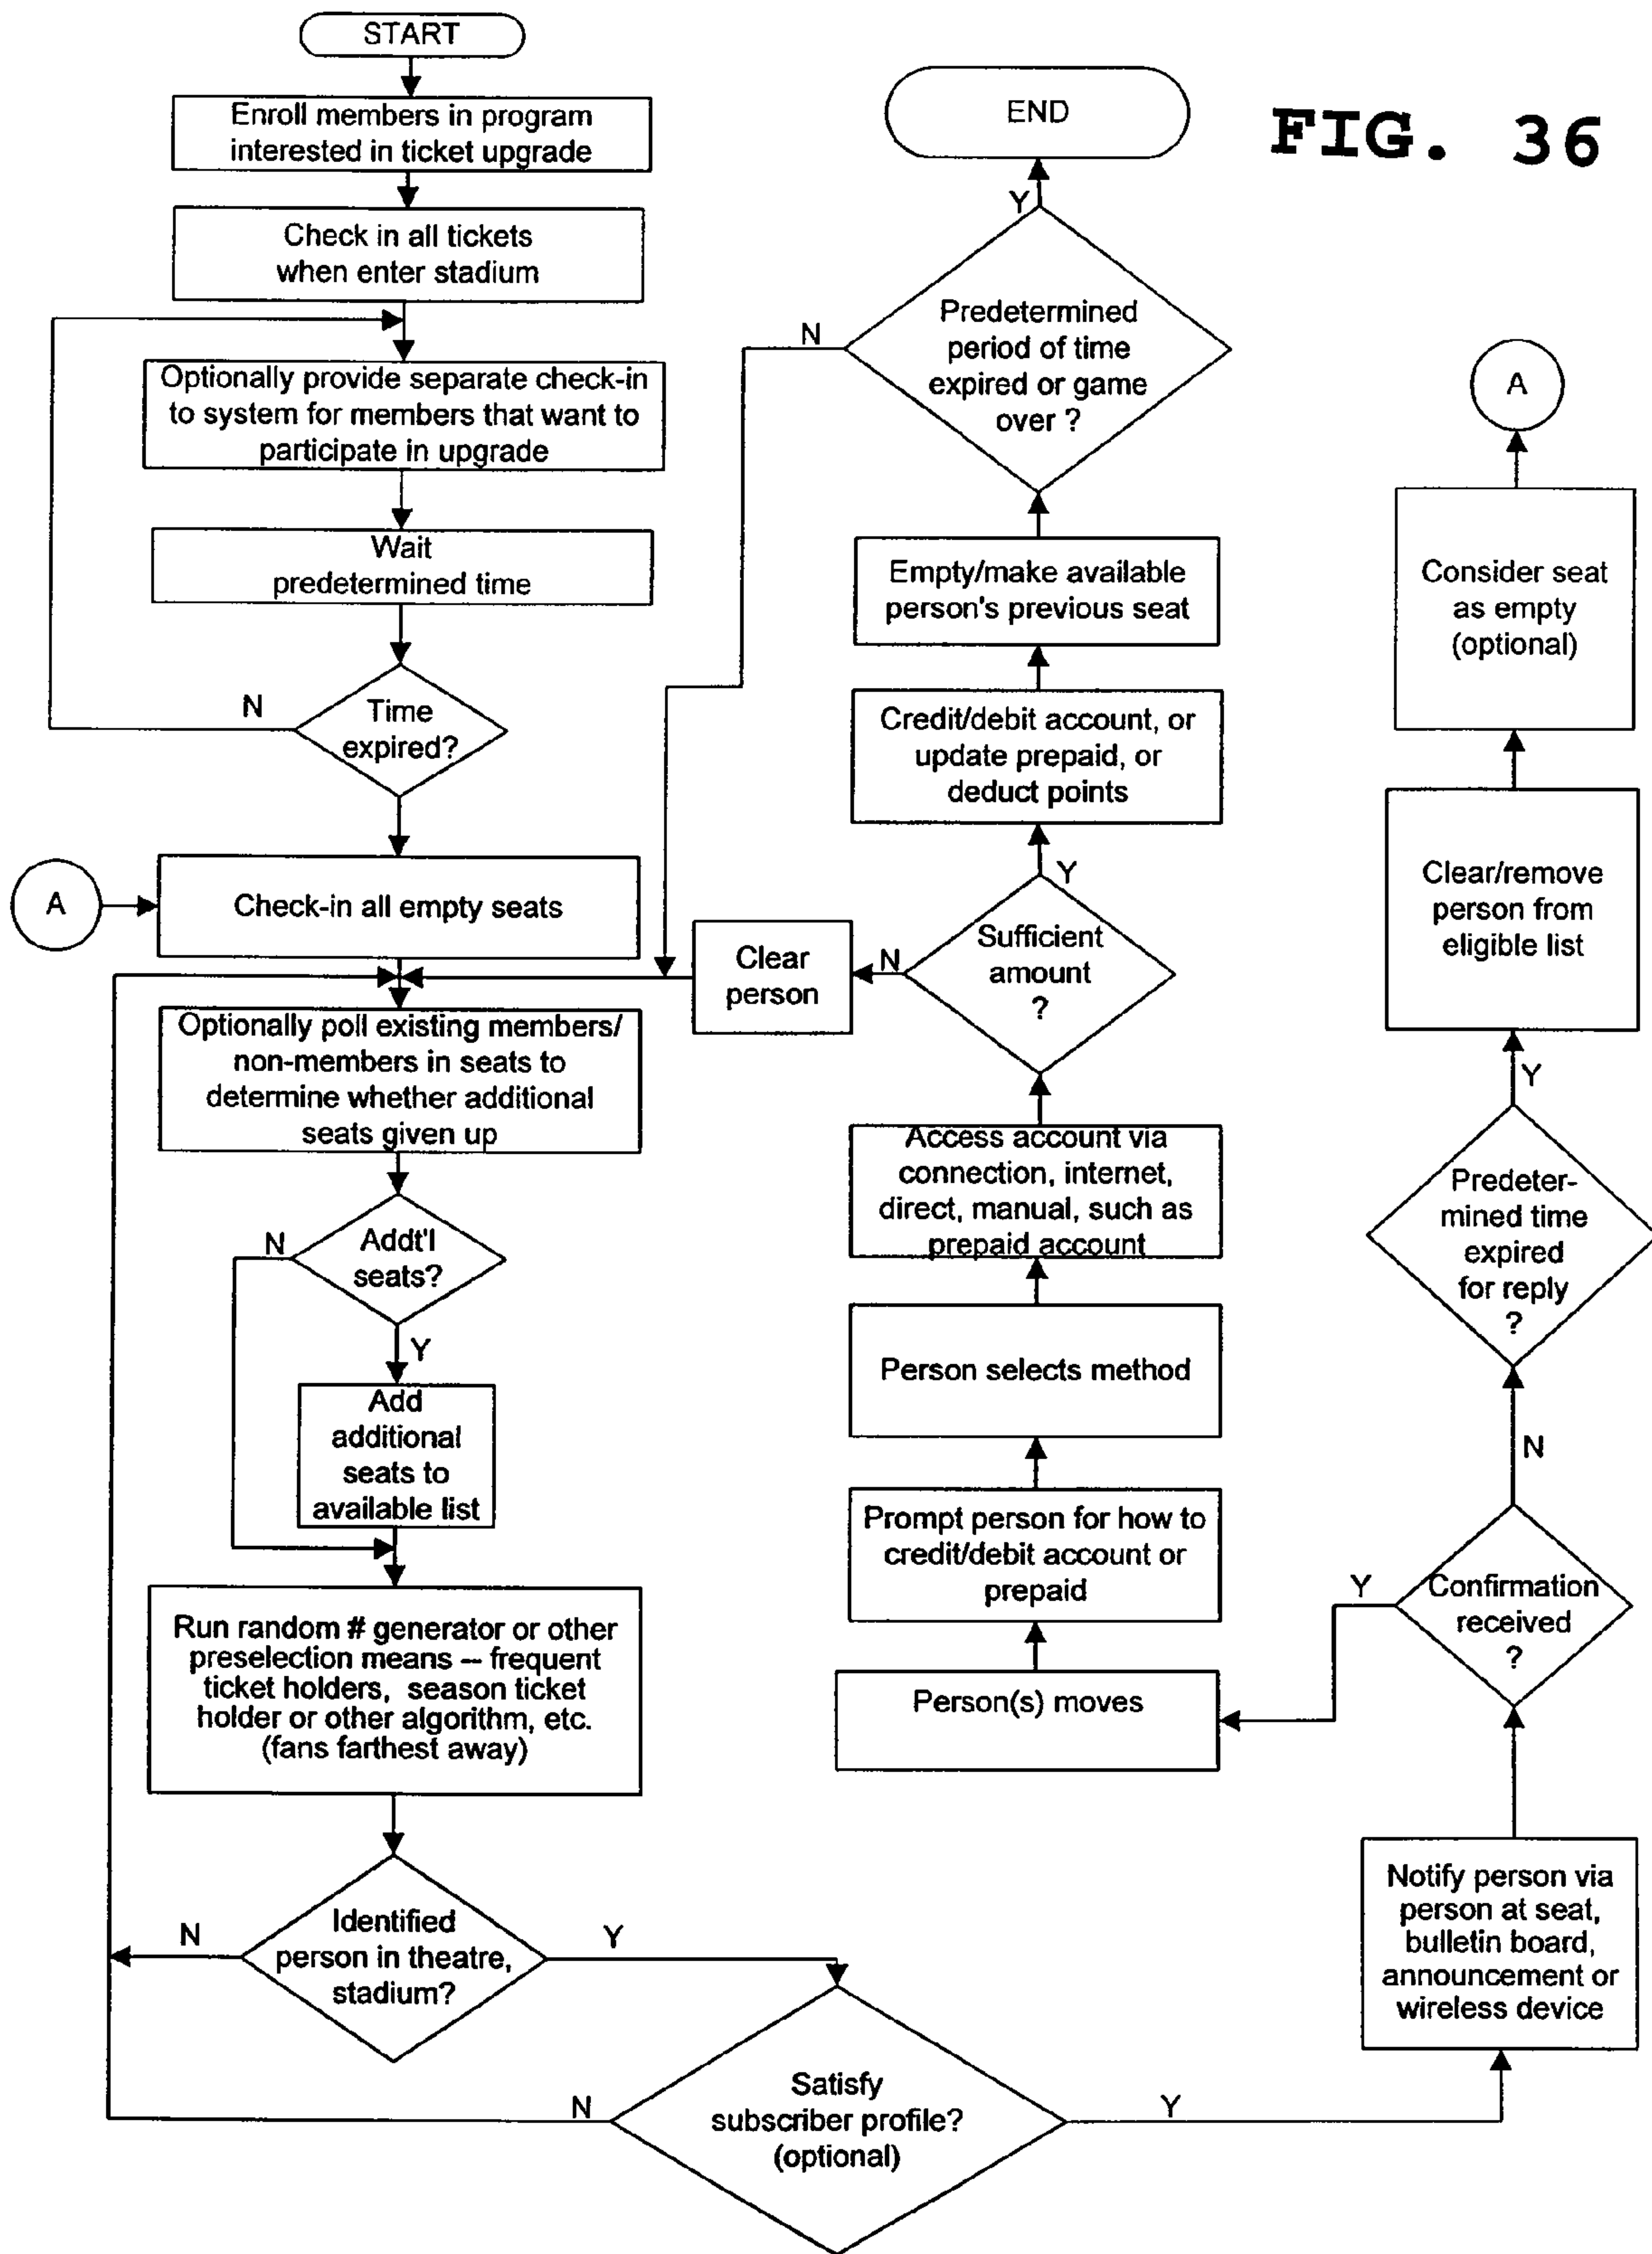 FIG. 36
START
Enroll members in program
interested in ticket upgrade
Check in all tickets
when enter stadium
Optionally provide separate check-in
to system for members that want to
participate in upgrade
Wait
predetermined time
N
Time
expired?
A
Check-in all empty seats
Optionally poll existing members/
non-members in seats to
determine whether additional
seats given up
N
Addt'l
seats?
Y
Add
additional
seats to
available list
Run random # generator or other
preselection means -- frequent
ticket holders, season ticket
holder or other algorithm, etc.
(fans farthest away)
N
Identified
person in theatre,
stadium?
Y
N
Satisfy
subscriber profile?
(optional)
Y
END
Y
N
Predetermined
period of time
expired or game
over ?
Empty/make available
person's previous seat
Credit/debit account, or
update prepaid, or
deduct points
Y
Clear
person
N
Sufficient
amount
?
Access account via
connection, internet,
direct, manual, such as
prepaid account
Person selects method
Prompt person for how to
credit/debit account or
prepaid
Person(s) moves
A
Consider seat
as empty
(optional)
Clear/remove
person from
eligible list
Y
Predeter-
mined time
expired
for reply
?
N
Y
Confirmation
received
?
Notify person via
person at seat,
bulletin board,
announcement or
wireless device